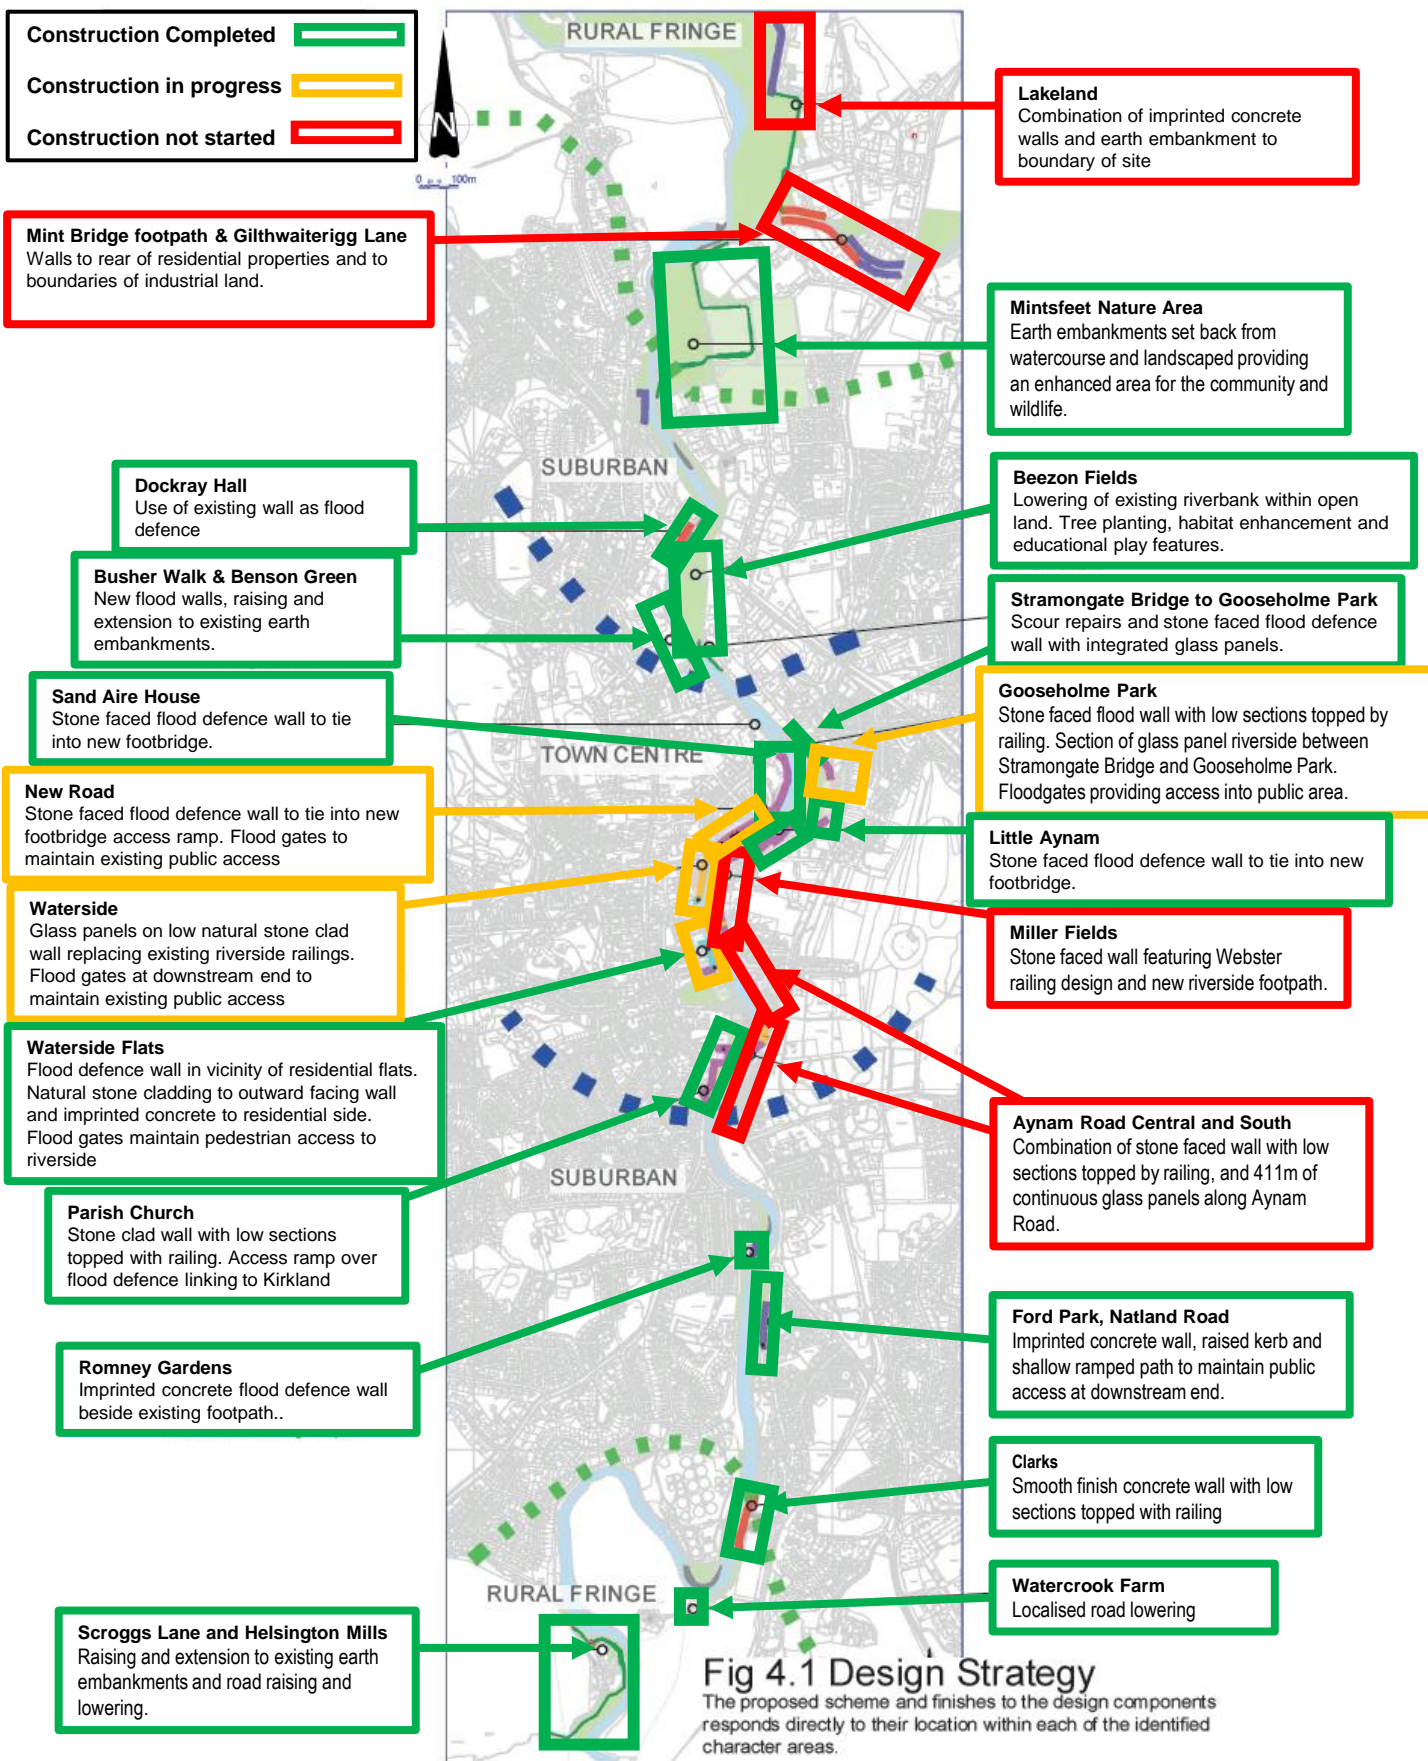 Construction Completed
Construction in progress
Construction not started
N
0
100m
RURAL FRINGE
Lakeland
Combination of imprinted concrete
walls and earth embankment to
boundary of site
Mint Bridge footpath & Gilthwaiterigg Lane
Walls to rear of residential properties and to
boundaries of industrial land.
Mintsfeet Nature Area
Earth embankments set back from
watercourse and landscaped providing
an enhanced area for the community and
wildlife.
SUBURBAN
Dockray Hall
Use of existing wall as flood
defence
Beezon Fields
Lowering of existing riverbank within open
land. Tree planting, habitat enhancement and
educational play features.
Busher Walk & Benson Green
New flood walls, raising and
extension to existing earth
embankments.
Stramongate Bridge to Gooseholme Park
Scour repairs and stone faced flood defence
wall with integrated glass panels.
Sand Aire House
Stone faced flood defence wall to tie
into new footbridge.
Gooseholme Park
Stone faced flood wall with low sections topped by
railing. Section of glass panel riverside between
Stramongate Bridge and Gooseholme Park.
Floodgates providing access into public area.
TOWN CENTRE
New Road
Stone faced flood defence wall to tie into new
footbridge access ramp. Flood gates to
maintain existing public access
Little Aynam
Stone faced flood defence wall to tie into new
footbridge.
Waterside
Glass panels on low natural stone clad
wall replacing existing riverside railings.
Flood gates at downstream end to
maintain existing public access
Miller Fields
Stone faced wall featuring Webster
railing design and new riverside footpath.
Waterside Flats
Flood defence wall in vicinity of residential flats.
Natural stone cladding to outward facing wall
and imprinted concrete to residential side.
Flood gates maintain pedestrian access to
riverside
Aynam Road Central and South
Combination of stone faced wall with low
sections topped by railing, and 411m of
continuous glass panels along Aynam
Road.
SUBURBAN
Parish Church
Stone clad wall with low sections
topped with railing. Access ramp over
flood defence linking to Kirkland
Ford Park, Natland Road
Imprinted concrete wall, raised kerb and
shallow ramped path to maintain public
access at downstream end.
Romney Gardens
Imprinted concrete flood defence wall
beside existing footpath..
Clarks
Smooth finish concrete wall with low
sections topped with railing
RURAL FRINGE
Watercrook Farm
Localised road lowering
Scroggs Lane and Helsington Mills
Raising and extension to existing earth
embankments and road raising and
lowering.
Fig 4.1 Design Strategy
The proposed scheme and finishes to the design components
responds directly to their location within each of the identified
character areas.